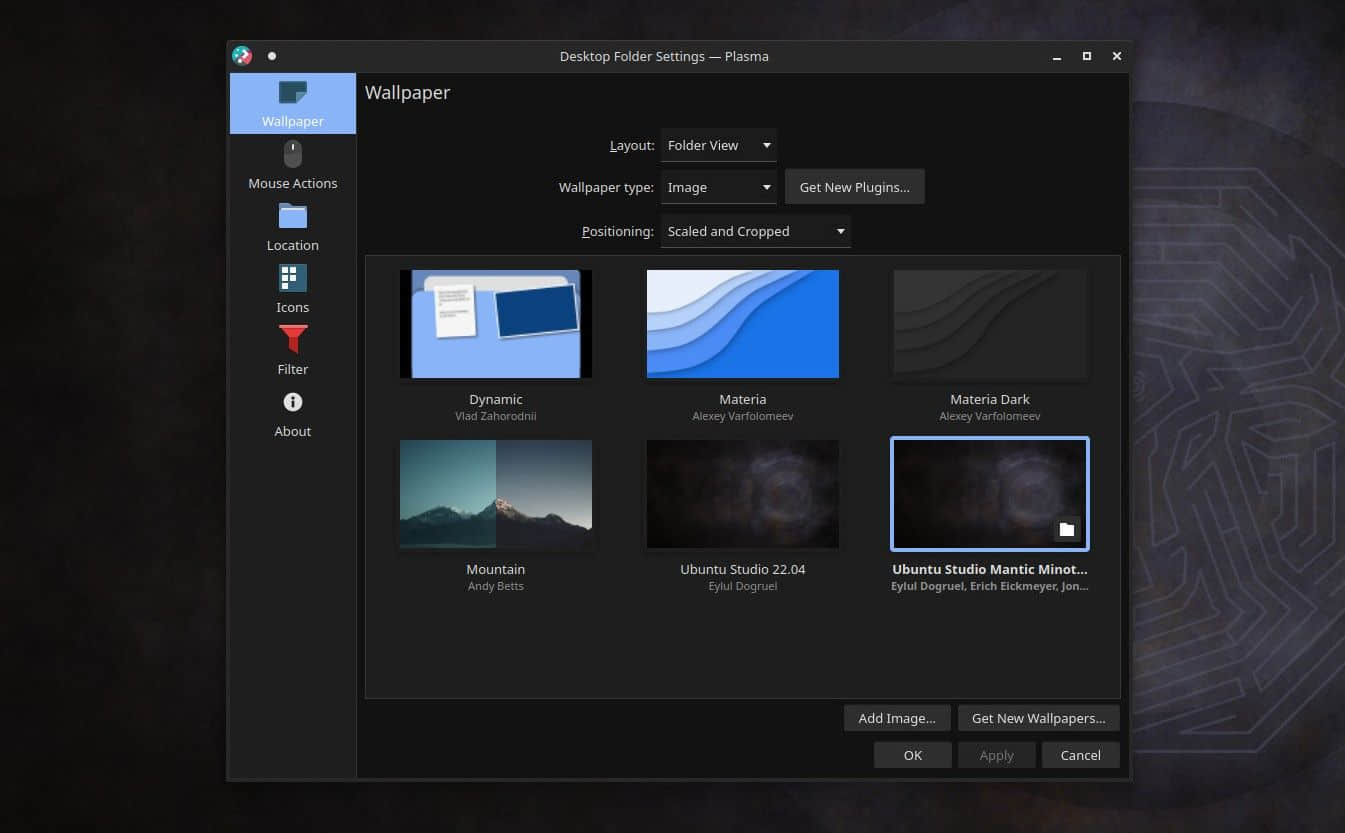 Desktop Folder Settings — Plasma
Wallpaper
Mouse Actions
Location
Icons
Filter
About
Wallpaper
Layout: Folder View
Wallpaper type: Image Get New Plugins...
Positioning: Scaled and Cropped
Dynamic
Vlad Zahorodnii
Materia
Alexey Varfolomeev
Materia Dark
Alexey Varfolomeev
Mountain
Andy Betts
Ubuntu Studio 22.04
Eylul Dogruel
Ubuntu Studio Mantic Minot...
Eylul Dogruel, Erich Eickmeyer, Jon...
Add Image... Get New Wallpapers...
OK Apply Cancel